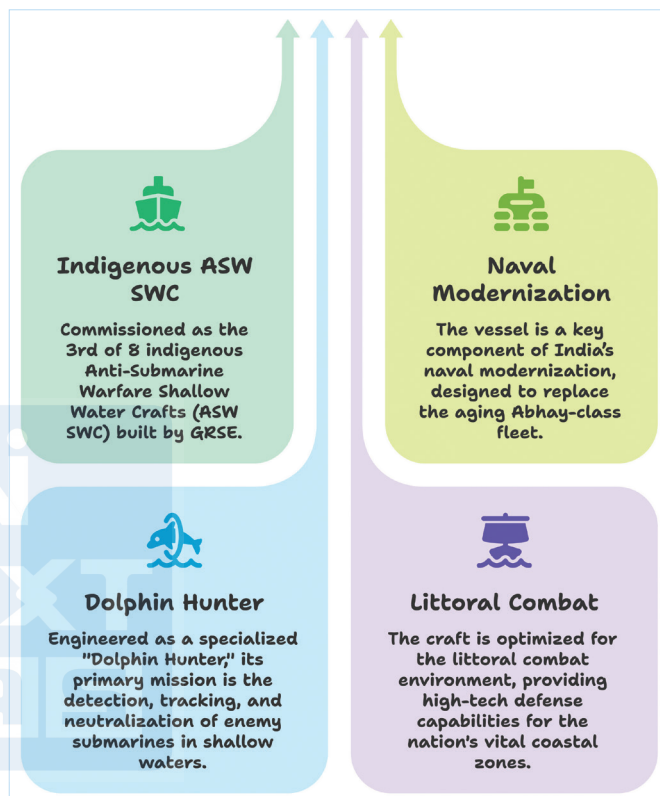 Indigenous ASW
SWC
Commissioned as the
3rd of 8 indigenous
Anti-Submarine
Warfare Shallow
Water Crafts (ASW
SWC) built by GRSE.
Naval
Modernization
The vessel is a key
component of India's
naval modernization,
designed to replace
the aging Abhay-class
fleet.
Dolphin Hunter
Engineered as a specialized
"Dolphin Hunter," its
primary mission is the
detection, tracking, and
neutralization of enemy
submarines in shallow
waters.
Littoral Combat
The craft is optimized for
the littoral combat
environment, providing
high-tech defense
capabilities for the
nation's vital coastal
zones.